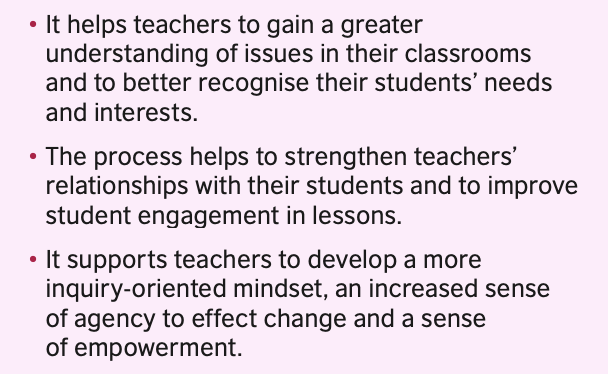 • It helps teachers to gain a greater
understanding of issues in their classrooms
and to better recognise their students’ needs
and interests.
• The process helps to strengthen teachers’
relationships with their students and to improve
student engagement in lessons.
• It supports teachers to develop a more
inquiry-oriented mindset, an increased sense
of agency to effect change and a sense
of empowerment.